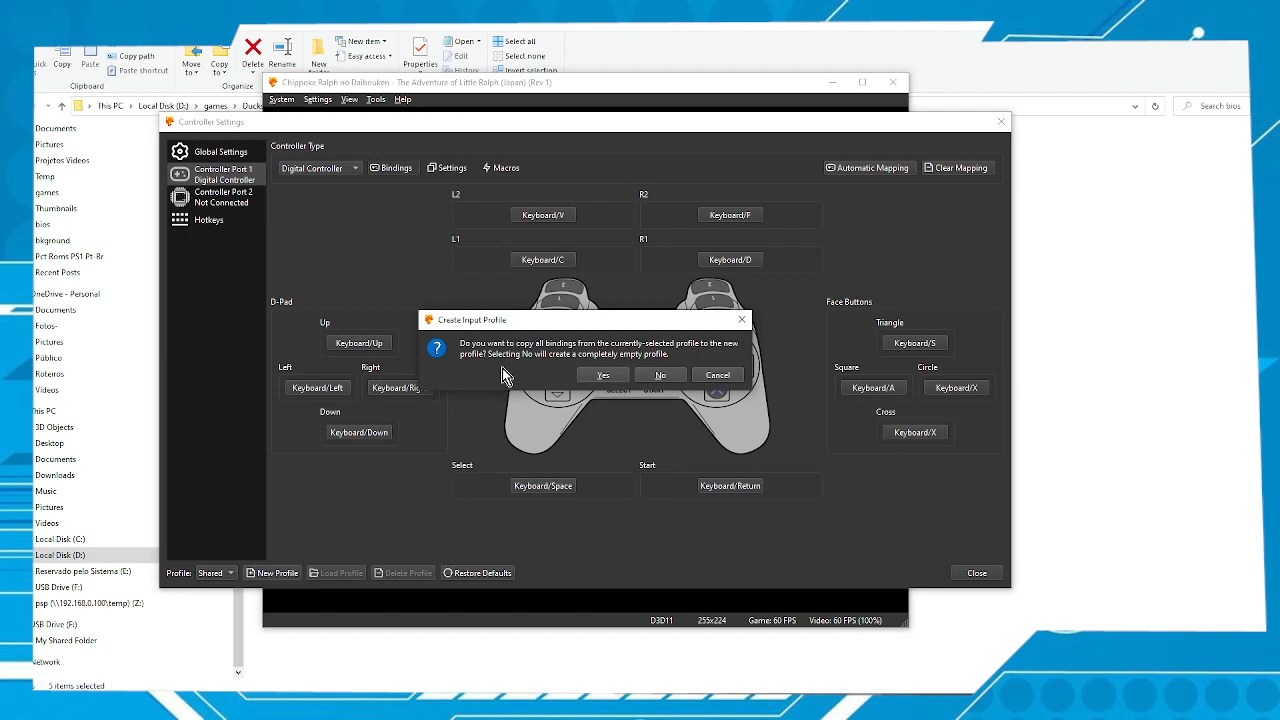 Copy
Paste
Copy path
Paste shortcut
Clipboard
Move
to
Copy
to
Delete
Rename
Organize
New
New item
Easy access
Properties
Open
Edit
History
Select all
Select none
Invert selection
This PC
Local Disk (D:)
games
Search bios
Documents
Pictures
Projetos Videos
Temp
games
Thumbnails
bios
bkground
Pct Roms PS1 Pt-Br
Recent Posts
OneDrive - Personal
Documents
Fotos-
Pictures
Público
Roteiros
Vídeos
This PC
3D Objects
Desktop
Documents
Downloads
Music
Pictures
Videos
Local Disk (C:)
Local Disk (D:)
Reservado pelo Sistema (E:)
USB Drive (F:)
psp (\\192.168.0.100\temp) (Z:)
USB Drive (F:)
My Shared Folder
Network
5 items selected
Chippoke Ralph no Daibouken - The Adventure of Little Ralph (Japan) (Rev 1)
System Settings View Tools Help
Controller Settings
Global Settings
Controller Port 1
Digital Controller
Controller Port 2
Not Connected
Hotkeys
Controller Type
Digital Controller
Bindings
Settings
Macros
Automatic Mapping
Clear Mapping
L2
Keyboard/V
R2
Keyboard/F
L1
Keyboard/C
R1
Keyboard/D
D-Pad
Up
Keyboard/Up
Left
Keyboard/Left
Right
Keyboard/Right
Down
Keyboard/Down
Face Buttons
Triangle
Keyboard/S
Square
Keyboard/A
Circle
Keyboard/X
Cross
Keyboard/X
Create Input Profile
Do you want to copy all bindings from the currently-selected profile to the new
profile? Selecting No will create a completely empty profile.
Yes
No
Cancel
SELECT START
Select
Keyboard/Space
Start
Keyboard/Return
Profile:
Shared
New Profile
Load Profile
Delete Profile
Restore Defaults
Close
D3D11
255x224
Game: 60 FPS
Video: 60 FPS (100%)